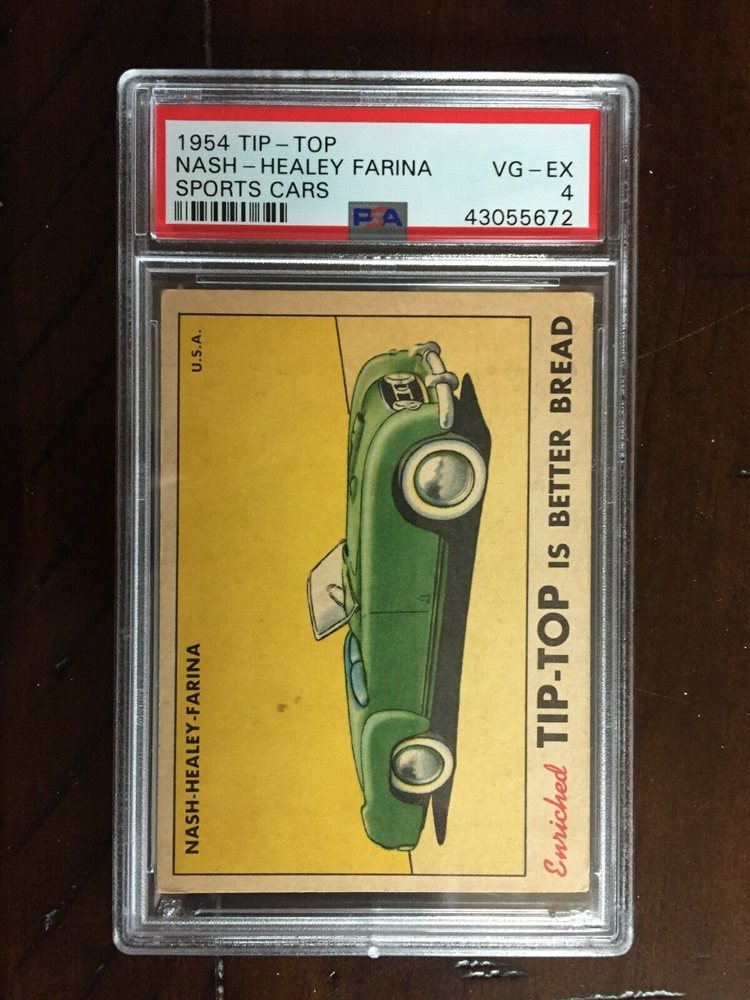 1954 TIP-TOP
NASH-HEALEY FARINA VG-EX
SPORTS CARS 4
PSA 43055672
U.S.A.
NASH-HEALEY-FARINA
Enriched TIP-TOP IS BETTER BREAD